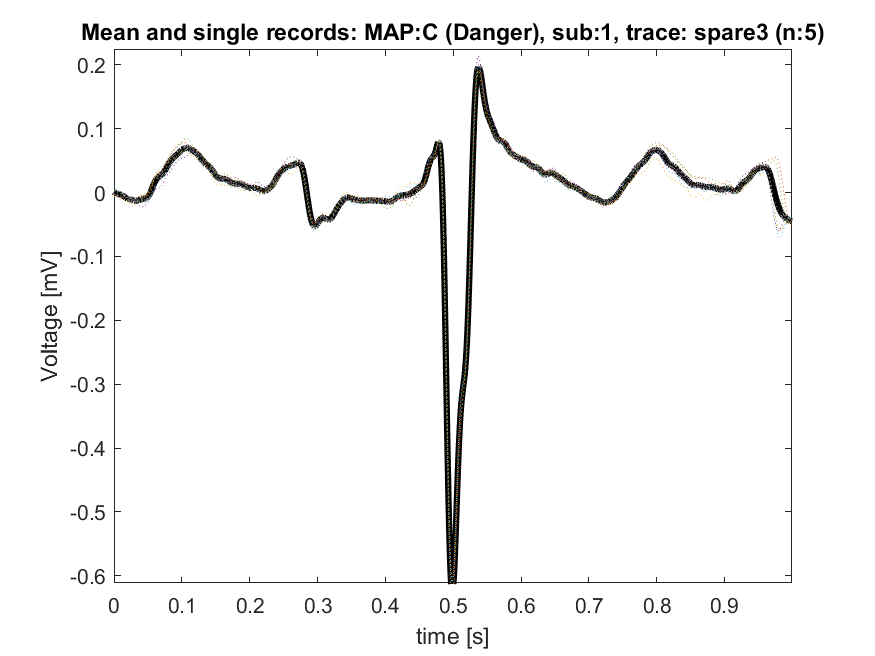 Mean and single records: MAP:C (Danger), sub:1, trace: spare3 (n:5)
0.2
0.1
0
-0.1
-0.2
-0.3
-0.4
-0.5
-0.6
Voltage [mV]
0 0.1 0.2 0.3 0.4 0.5 0.6 0.7 0.8 0.9
time [s]